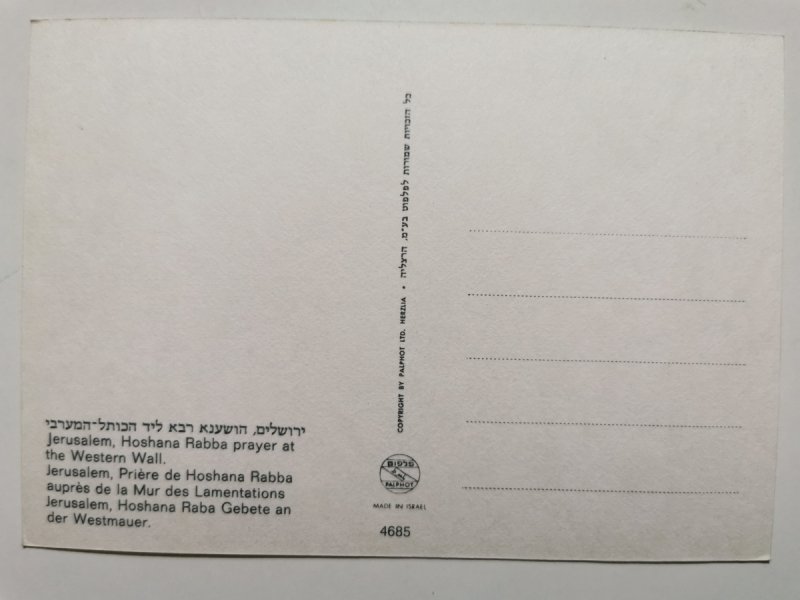 ירושלים, הושענא רבא ליד הכותל־המערבי
Jerusalem, Hoshana Rabba prayer at
the Western Wall.
Jerusalem, Prière de Hoshana Rabba
auprès de la Mur des Lamentations
Jerusalem, Hoshana Raba Gebete an
der Westmauer.
COPYRIGHT BY PALPHOT LTD. HERZLIA • כל הזכויות שמורות לפלפוט בע״מ, הרצליה
פלפוט
PALPHOT
MADE IN ISRAEL
4685